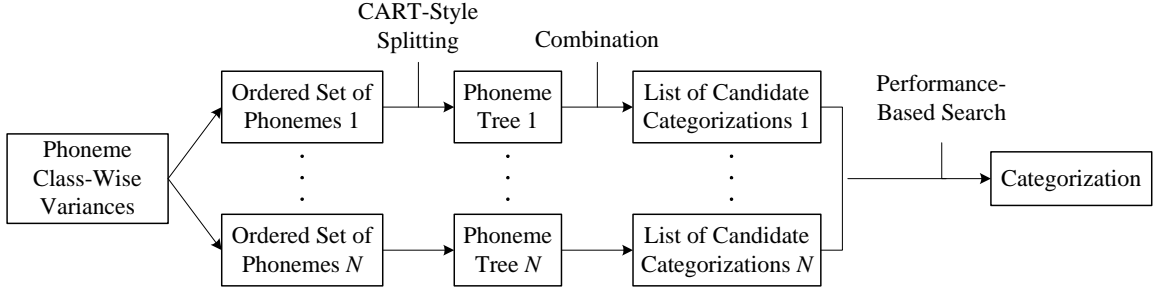 CART-Style
Splitting
Combination
Performance-
Based Search
Ordered Set of
Phonemes 1
Phoneme
Tree 1
List of Candidate
Categorizations 1
Phoneme
Class-Wise
Variances
Categorization
Ordered Set of
Phonemes N
Phoneme
Tree N
List of Candidate
Categorizations N